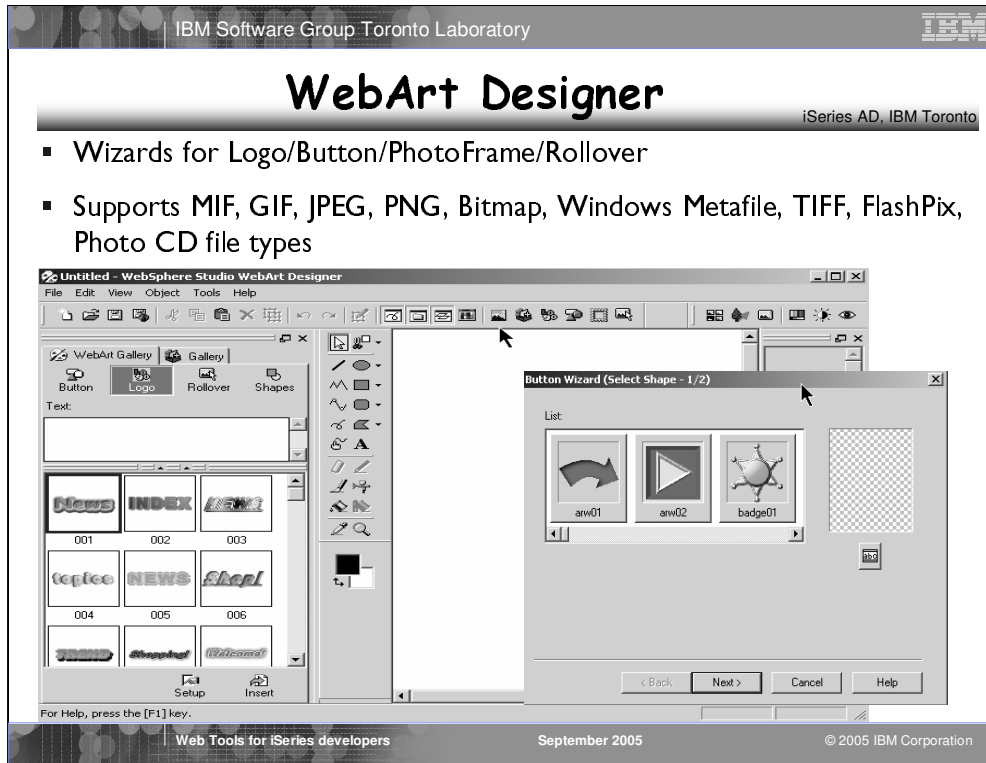 IBM Software Group Toronto Laboratory
IBM
WebArt Designer
iSeries AD, IBM Toronto
▪ Wizards for Logo/Button/PhotoFrame/Rollover
▪ Supports MIF, GIF, JPEG, PNG, Bitmap, Windows Metafile, TIFF, FlashPix,
Photo CD file types
Untitled - WebSphere Studio WebArt Designer
File Edit View Object Tools Help
WebArt Gallery Gallery
Button Logo Rollover Shapes
Text:
News INDEX NEWS
001 002 003
topics NEWS Shop!
004 005 006
TREND Shopping! Welcome!
Setup Insert
For Help, press the [F1] key.
A
Button Wizard (Select Shape - 1/2)
List:
arw01 arw02 badge01
abc
< Back Next > Cancel Help
Web Tools for iSeries developers September 2005 © 2005 IBM Corporation